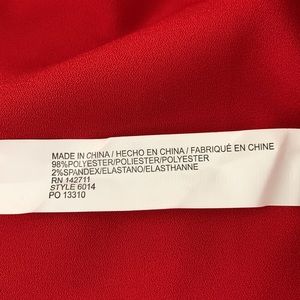 MADE IN CHINA / HECHO EN CHINA / FABRIQUÉ EN CHINE
98%POLYESTER/POLIESTER/POLYESTER
2%SPANDEX/ELASTANO/ELASTHANNE
RN 142711
STYLE 6014
PO 13310